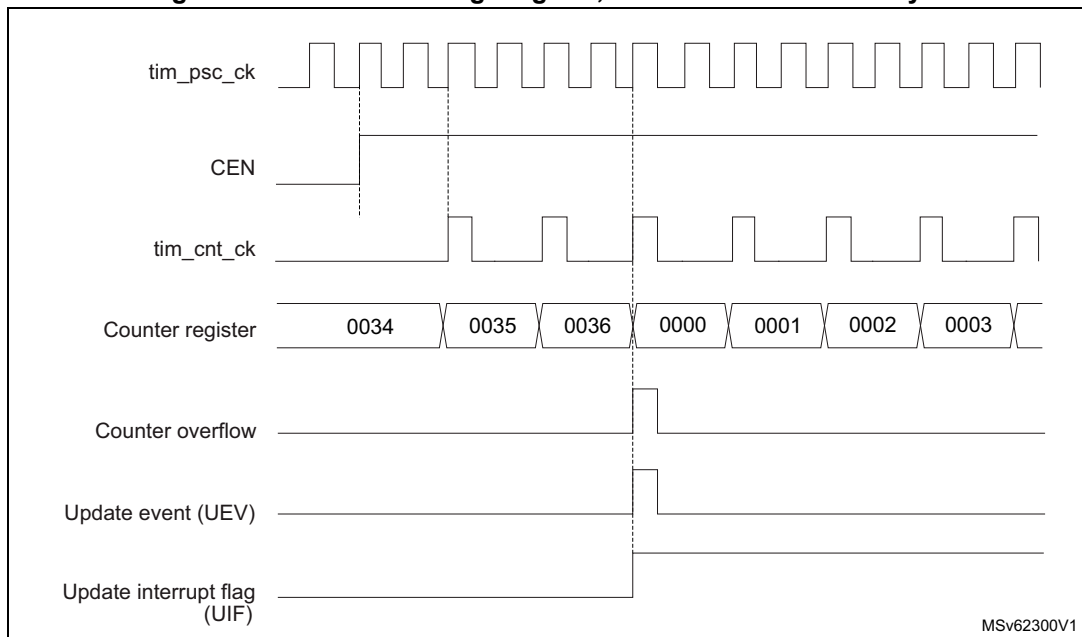 tim_psc_ck
CEN
tim_cnt_ck
Counter register
0034 0035 0036 0000 0001 0002 0003
Counter overflow
Update event (UEV)
Update interrupt flag
(UIF)
MSv62300V1